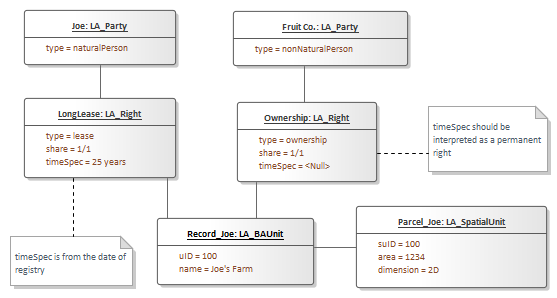 Joe: LA_Party
type = naturalPerson
Fruit Co.: LA_Party
type = nonNaturalPerson
LongLease: LA_Right
type = lease
share = 1/1
timeSpec = 25 years
Ownership: LA_Right
type = ownership
share = 1/1
timeSpec = <Null>
timeSpec should be
interpreted as a permanent
right
timeSpec is from the date of
registry
Record_Joe: LA_BAUnit
uID = 100
name = Joe's Farm
Parcel_Joe: LA_SpatialUnit
suID = 100
area = 1234
dimension = 2D